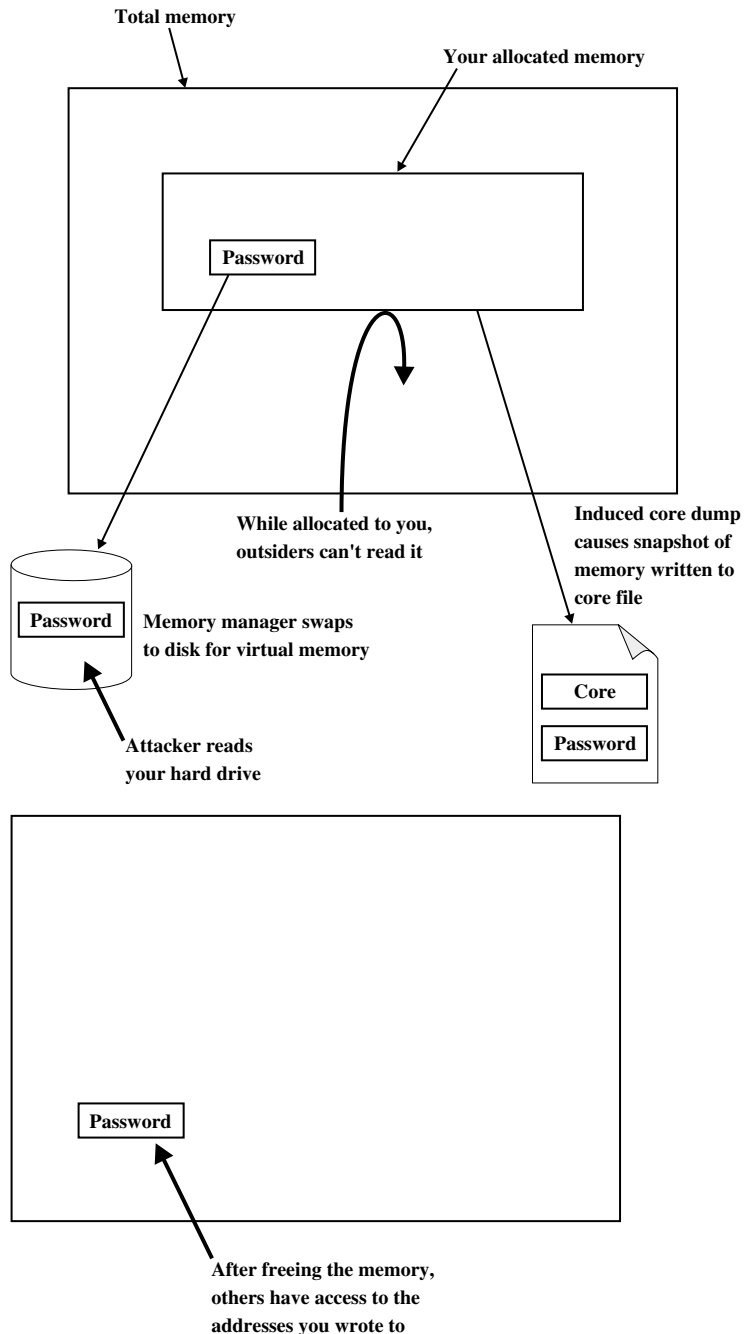 Total memory
Your allocated memory
Password
While allocated to you,
outsiders can't read it
Induced core dump
causes snapshot of
memory written to
core file
Password
Memory manager swaps
to disk for virtual memory
Core
Password
Attacker reads
your hard drive
Password
After freeing the memory,
others have access to the
addresses you wrote to